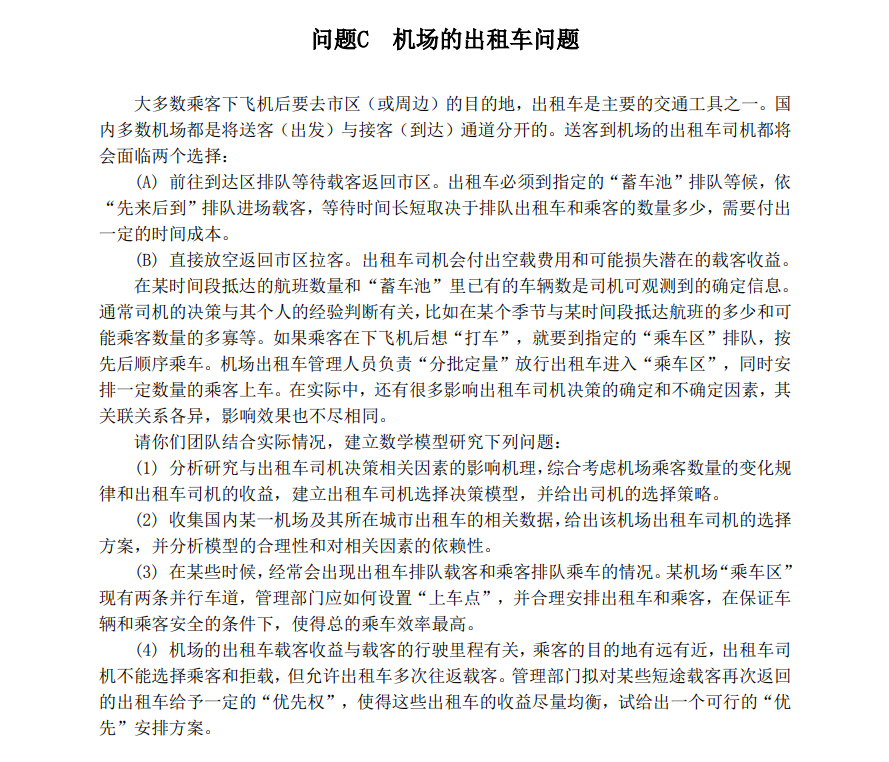 问题C　机场的出租车问题
大多数乘客下飞机后要去市区（或周边）的目的地，出租车是主要的交通工具之一。国
内多数机场都是将送客（出发）与接客（到达）通道分开的。送客到机场的出租车司机都将
会面临两个选择：
(A) 前往到达区排队等待载客返回市区。出租车必须到指定的“蓄车池”排队等候，依
“先来后到”排队进场载客，等待时间长短取决于排队出租车和乘客的数量多少，需要付出
一定的时间成本。
(B) 直接放空返回市区拉客。出租车司机会付出空载费用和可能损失潜在的载客收益。
在某时间段抵达的航班数量和“蓄车池”里已有的车辆数是司机可观测到的确定信息。
通常司机的决策与其个人的经验判断有关，比如在某个季节与某时间段抵达航班的多少和可
能乘客数量的多寡等。如果乘客在下飞机后想“打车”，就要到指定的“乘车区”排队，按
先后顺序乘车。机场出租车管理人员负责“分批定量”放行出租车进入“乘车区”，同时安
排一定数量的乘客上车。在实际中，还有很多影响出租车司机决策的确定和不确定因素，其
关联关系各异，影响效果也不尽相同。
请你们团队结合实际情况，建立数学模型研究下列问题：
(1) 分析研究与出租车司机决策相关因素的影响机理，综合考虑机场乘客数量的变化规
律和出租车司机的收益，建立出租车司机选择决策模型，并给出司机的选择策略。
(2) 收集国内某一机场及其所在城市出租车的相关数据，给出该机场出租车司机的选择
方案，并分析模型的合理性和对相关因素的依赖性。
(3) 在某些时候，经常会出现出租车排队载客和乘客排队乘车的情况。某机场“乘车区”
现有两条并行车道，管理部门应如何设置“上车点”，并合理安排出租车和乘客，在保证车
辆和乘客安全的条件下，使得总的乘车效率最高。
(4) 机场的出租车载客收益与载客的行驶里程有关，乘客的目的地有远有近，出租车司
机不能选择乘客和拒载，但允许出租车多次往返载客。管理部门拟对某些短途载客再次返回
的出租车给予一定的“优先权”，使得这些出租车的收益尽量均衡，试给出一个可行的“优
先”安排方案。